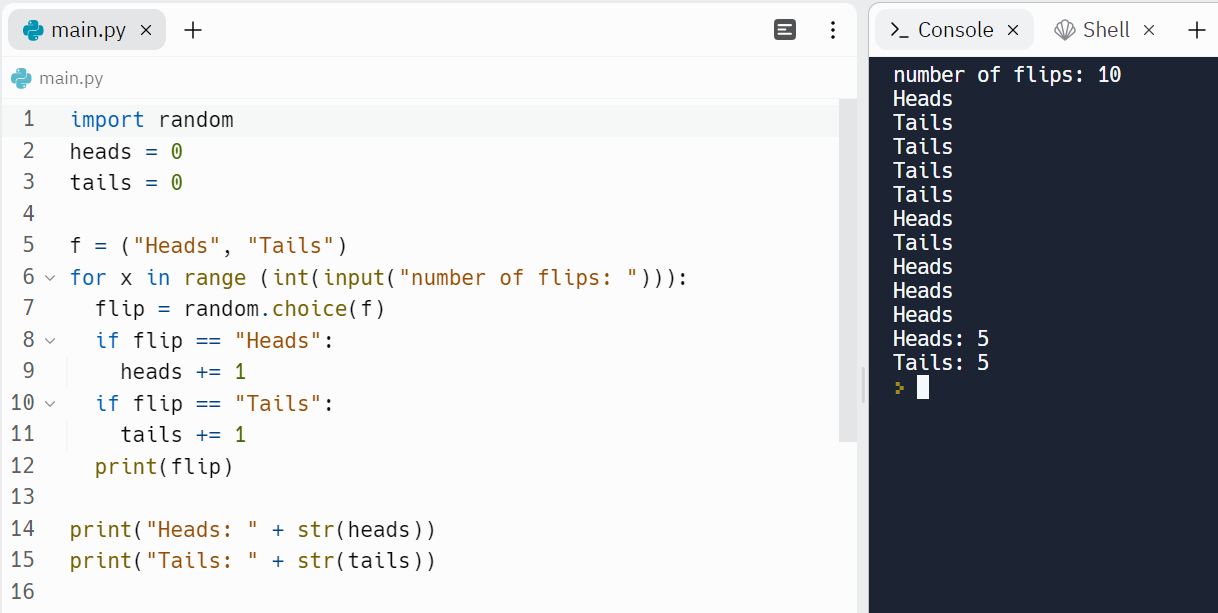 main.py
main.py
1 import random
2 heads = 0
3 tails = 0
4
5 f = ("Heads", "Tails")
6 for x in range (int(input("number of flips: "))):
7   flip = random.choice(f)
8   if flip == "Heads":
9     heads += 1
10   if flip == "Tails":
11     tails += 1
12   print(flip)
13
14 print("Heads: " + str(heads))
15 print("Tails: " + str(tails))
16
Console Shell
number of flips: 10
Heads
Tails
Tails
Tails
Tails
Heads
Tails
Heads
Heads
Heads
Heads: 5
Tails: 5